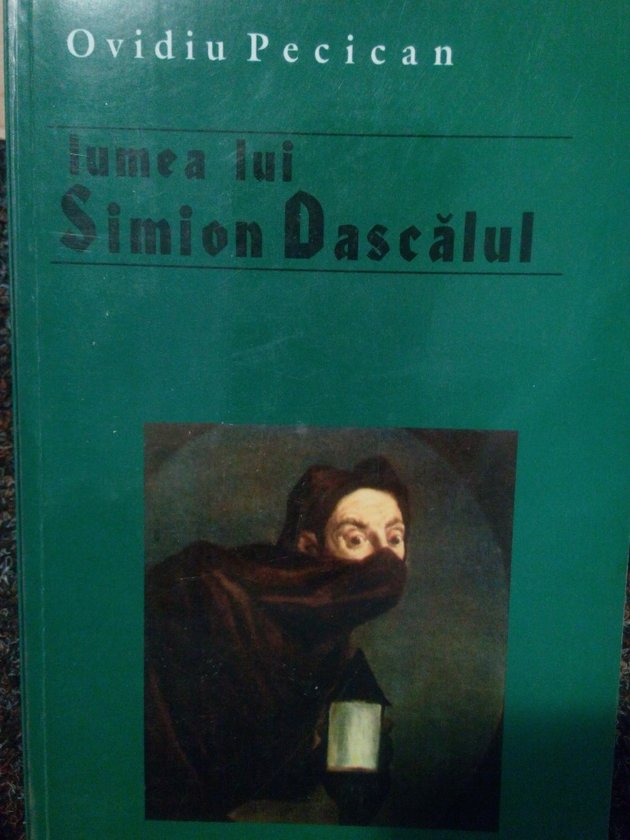 Ovidiu Pecican
lumea lui
Simion Dascălul